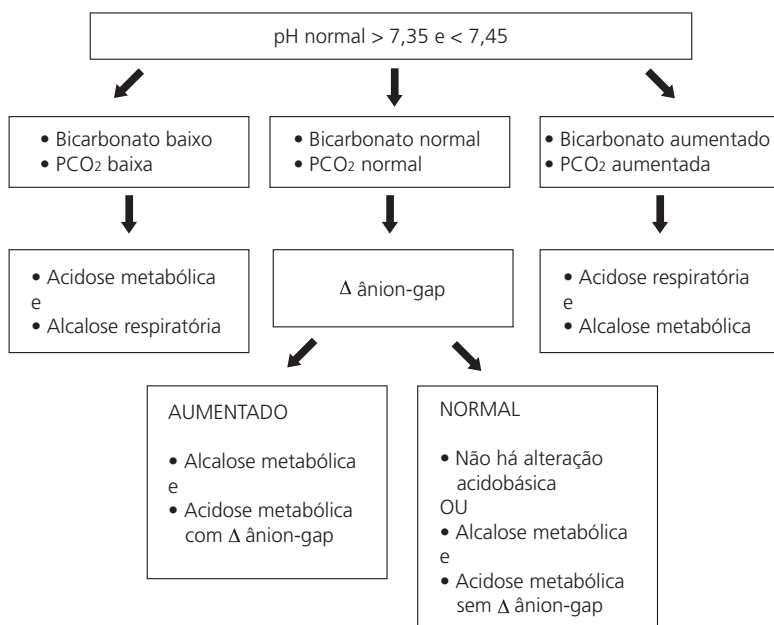 pH normal > 7,35 e < 7,45
• Bicarbonato baixo
• PCO₂ baixa
• Bicarbonato normal
• PCO₂ normal
• Bicarbonato aumentado
• PCO₂ aumentada
• Acidose metabólica
e
• Alcalose respiratória
Δ ânion-gap
• Acidose respiratória
e
• Alcalose metabólica
AUMENTADO
• Alcalose metabólica
e
• Acidose metabólica
com Δ ânion-gap
NORMAL
• Não há alteração
acidobásica
OU
• Alcalose metabólica
e
• Acidose metabólica
sem Δ ânion-gap